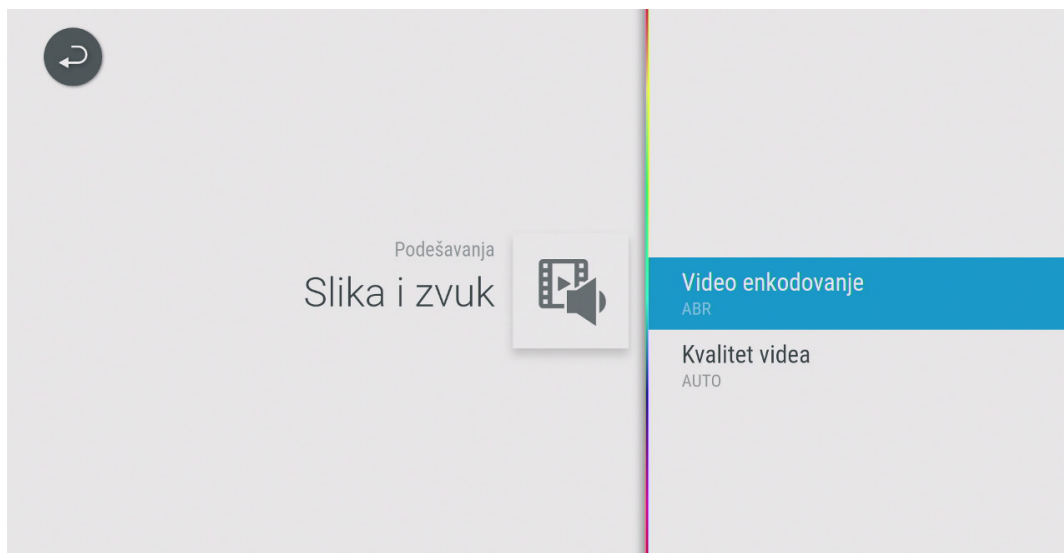 Podešavanja
Slika i zvuk
Video enkodovanje
ABR
Kvalitet videa
AUTO